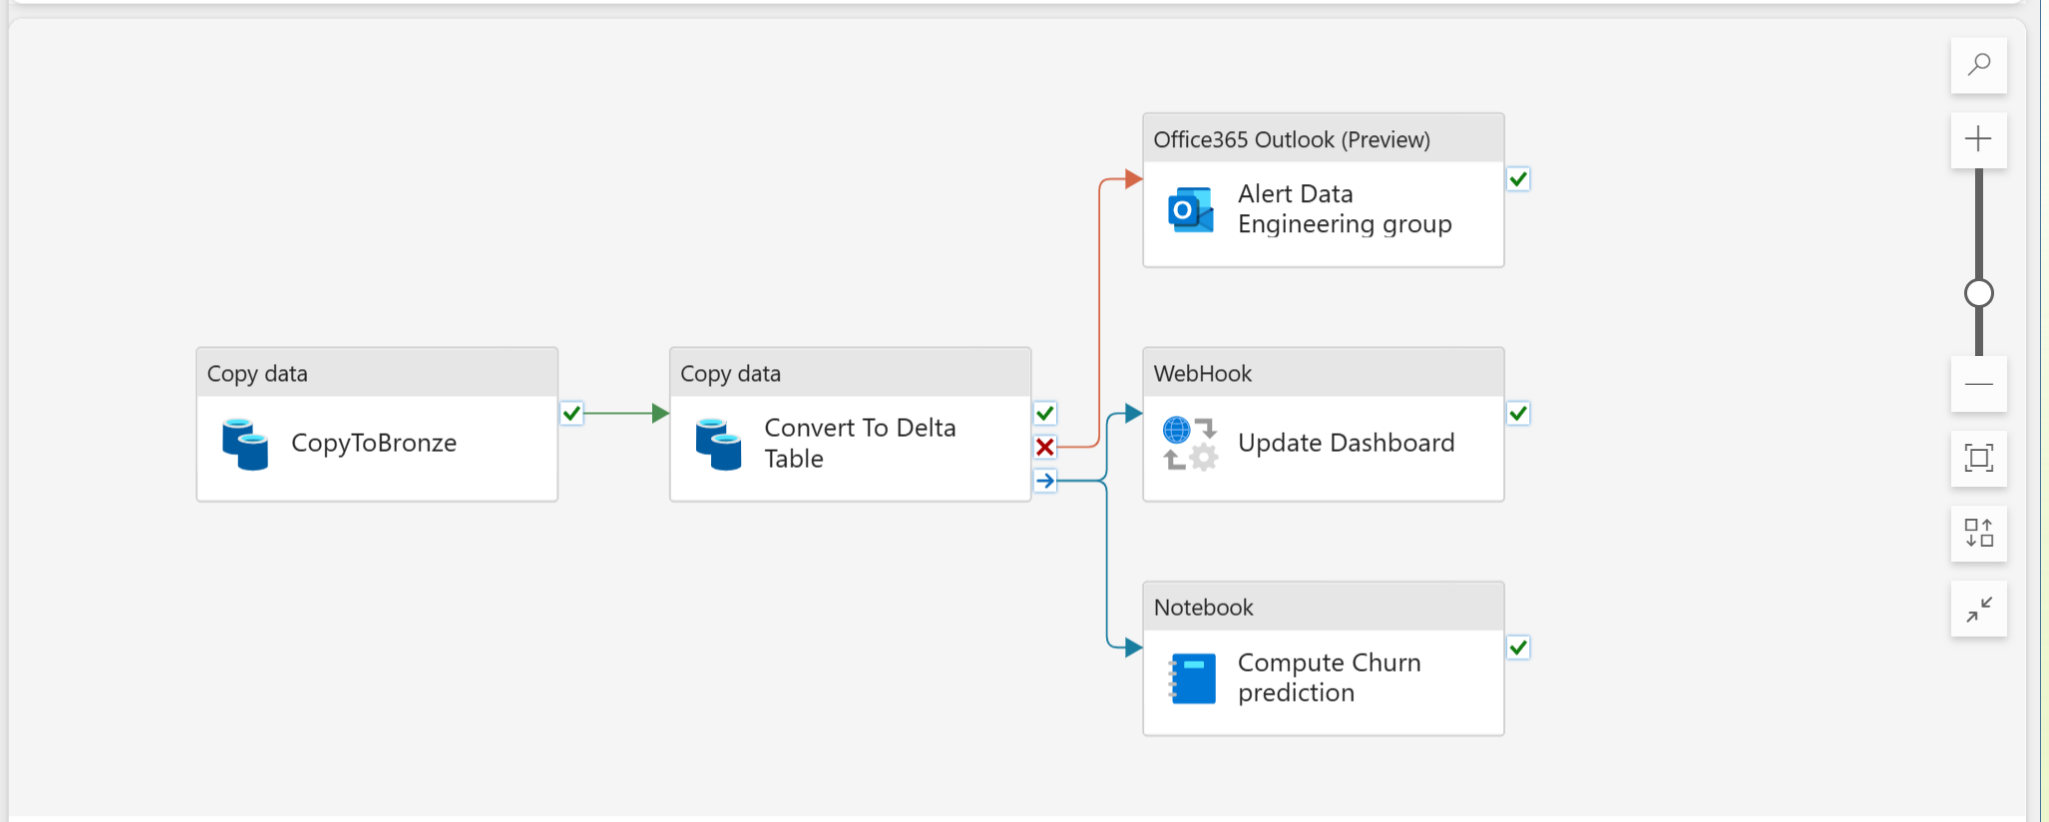 Office365 Outlook (Preview)
Alert Data
Engineering group
Copy data
CopyToBronze
Copy data
Convert To Delta
Table
WebHook
Update Dashboard
Notebook
Compute Churn
prediction